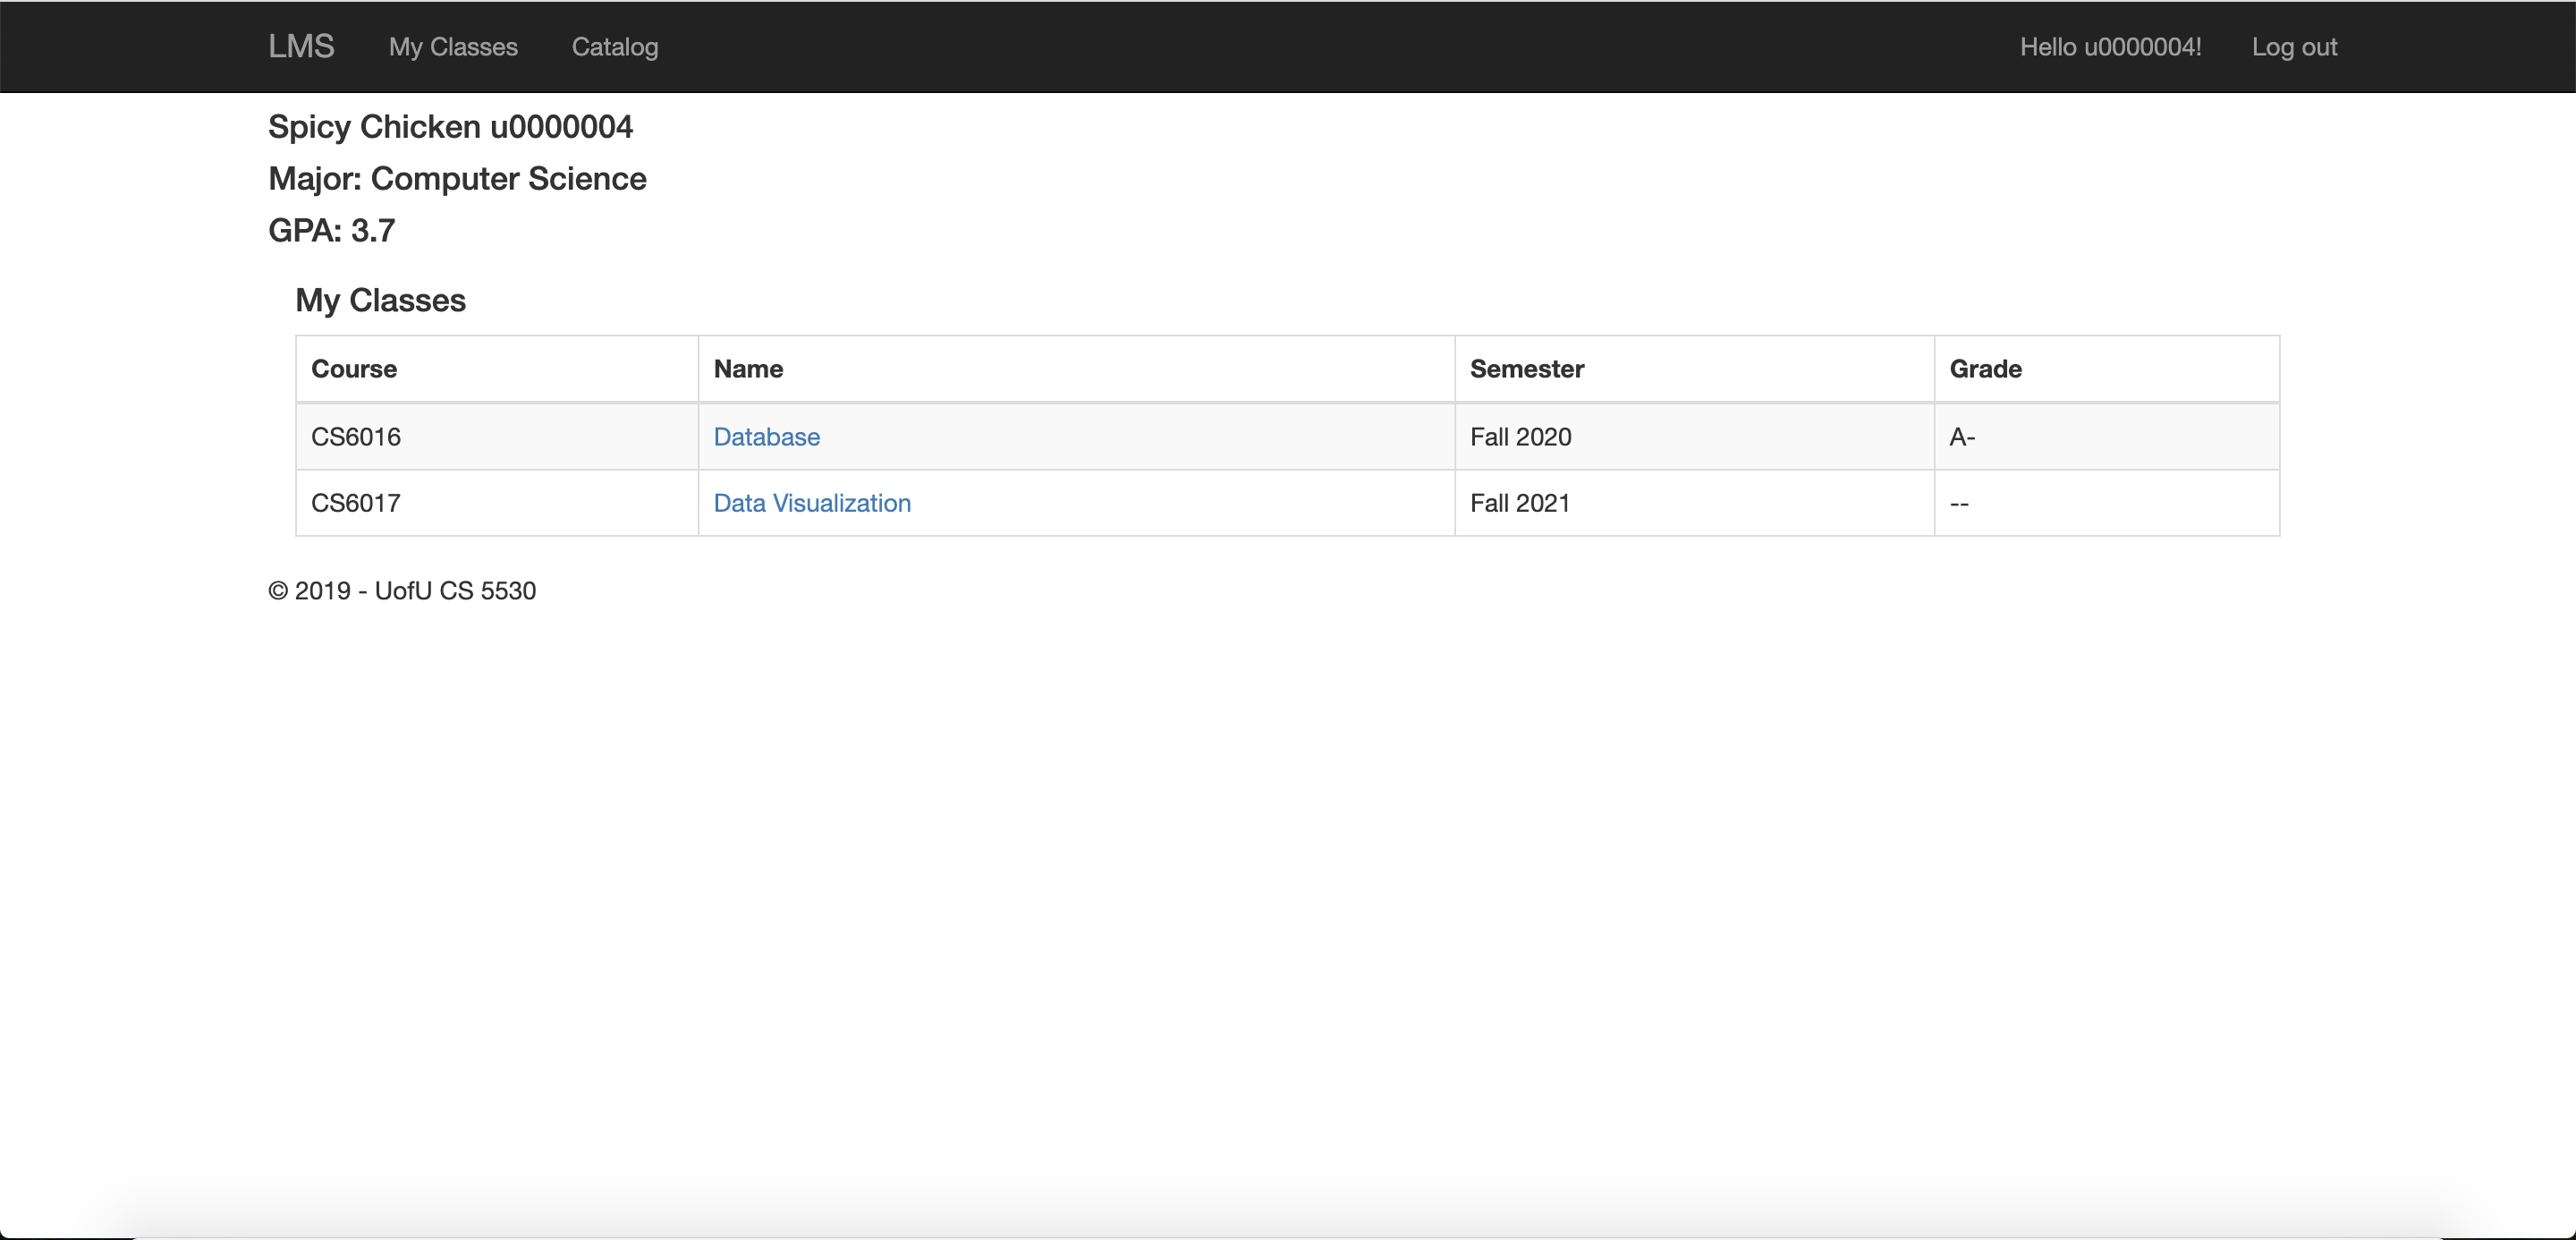 LMS My Classes Catalog Hello u0000004! Log out
Spicy Chicken u0000004
Major: Computer Science
GPA: 3.7
My Classes
Course Name Semester Grade
CS6016 Database Fall 2020 A-
CS6017 Data Visualization Fall 2021 --
© 2019 - UofU CS 5530